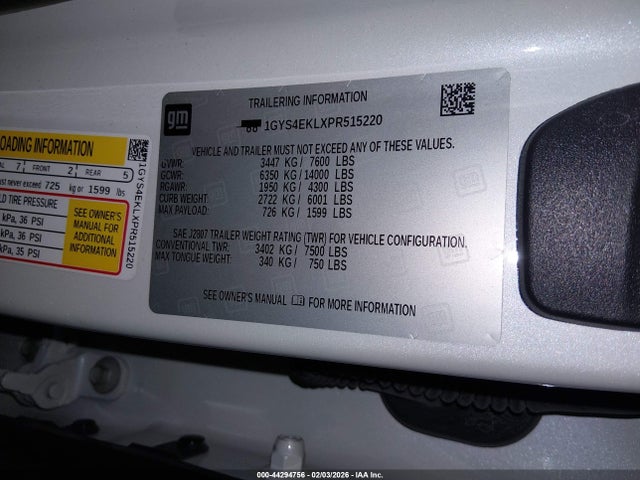 LOADING INFORMATION
7 FRONT 2 REAR 5
must never exceed 725 kg or 1599 lbs
TIRE PRESSURE
kPa, 36 PSI
kPa, 36 PSI
kPa, 35 PSI
SEE OWNER'S
MANUAL FOR
ADDITIONAL
INFORMATION
1GYS4EKLXPR515220
gm
TRAILERING INFORMATION
1GYS4EKLXPR515220
VEHICLE AND TRAILER MUST NOT EXCEED ANY OF THESE VALUES.
GVWR: 3447 KG/ 7600 LBS
GCWR: 6350 KG/ 14000 LBS
RGAWR: 1950 KG/ 4300 LBS
CURB WEIGHT: 2722 KG/ 6001 LBS
MAX PAYLOAD: 726 KG/ 1599 LBS
SAE J2807 TRAILER WEIGHT RATING (TWR) FOR VEHICLE CONFIGURATION.
CONVENTIONAL TWR: 3402 KG/ 7500 LBS
MAX TONGUE WEIGHT: 340 KG/ 750 LBS
SEE OWNER'S MANUAL FOR MORE INFORMATION
000-44294756 - 02/03/2026 - IAA Inc.